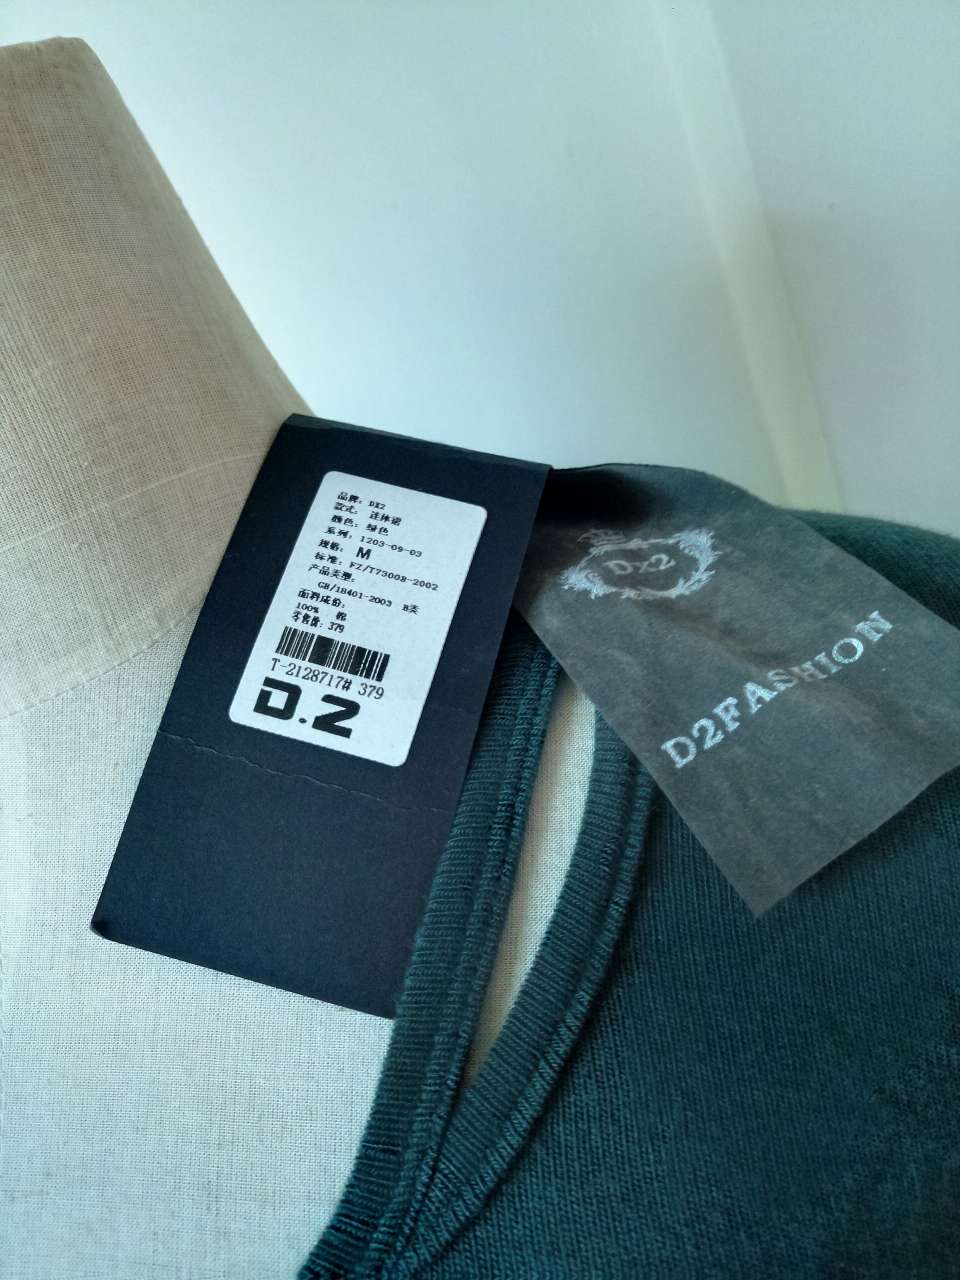 品牌: DX2
款式: 连体裙
颜色: 绿色
系列: 1203-09-03
规格: M
标准: FZ/T73008-2002
产品类型:
GB/18401-2003 B类
面料成份:
100% 棉
零售价: 379
T-2128717# 379
D.2
Dx2
D2FASHION